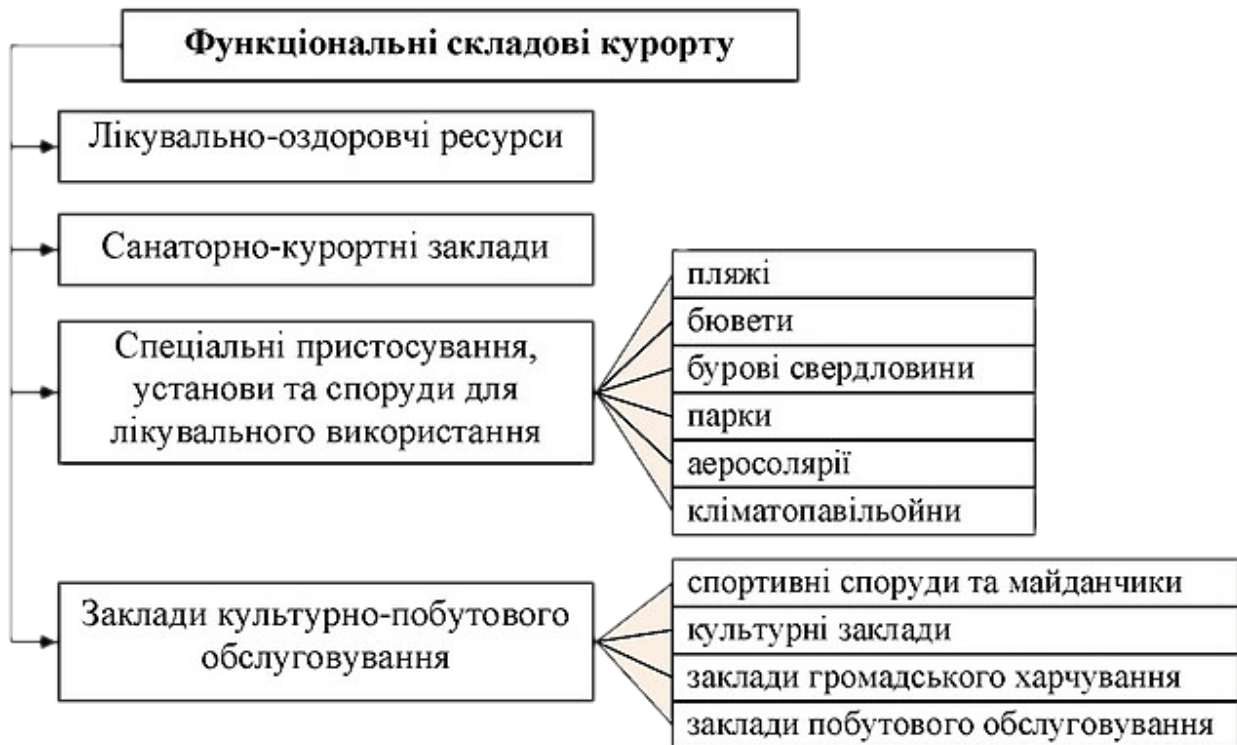 Функціональні складові курорту
Лікувально-оздоровчі ресурси
Санаторно-курортні заклади
Спеціальні пристосування,
установи та споруди для
лікувального використання
пляжі
бювети
бурові свердловини
парки
аеросолярії
кліматопавільойни
Заклади культурно-побутового
обслуговування
спортивні споруди та майданчики
культурні заклади
заклади громадського харчування
заклади побутового обслуговування